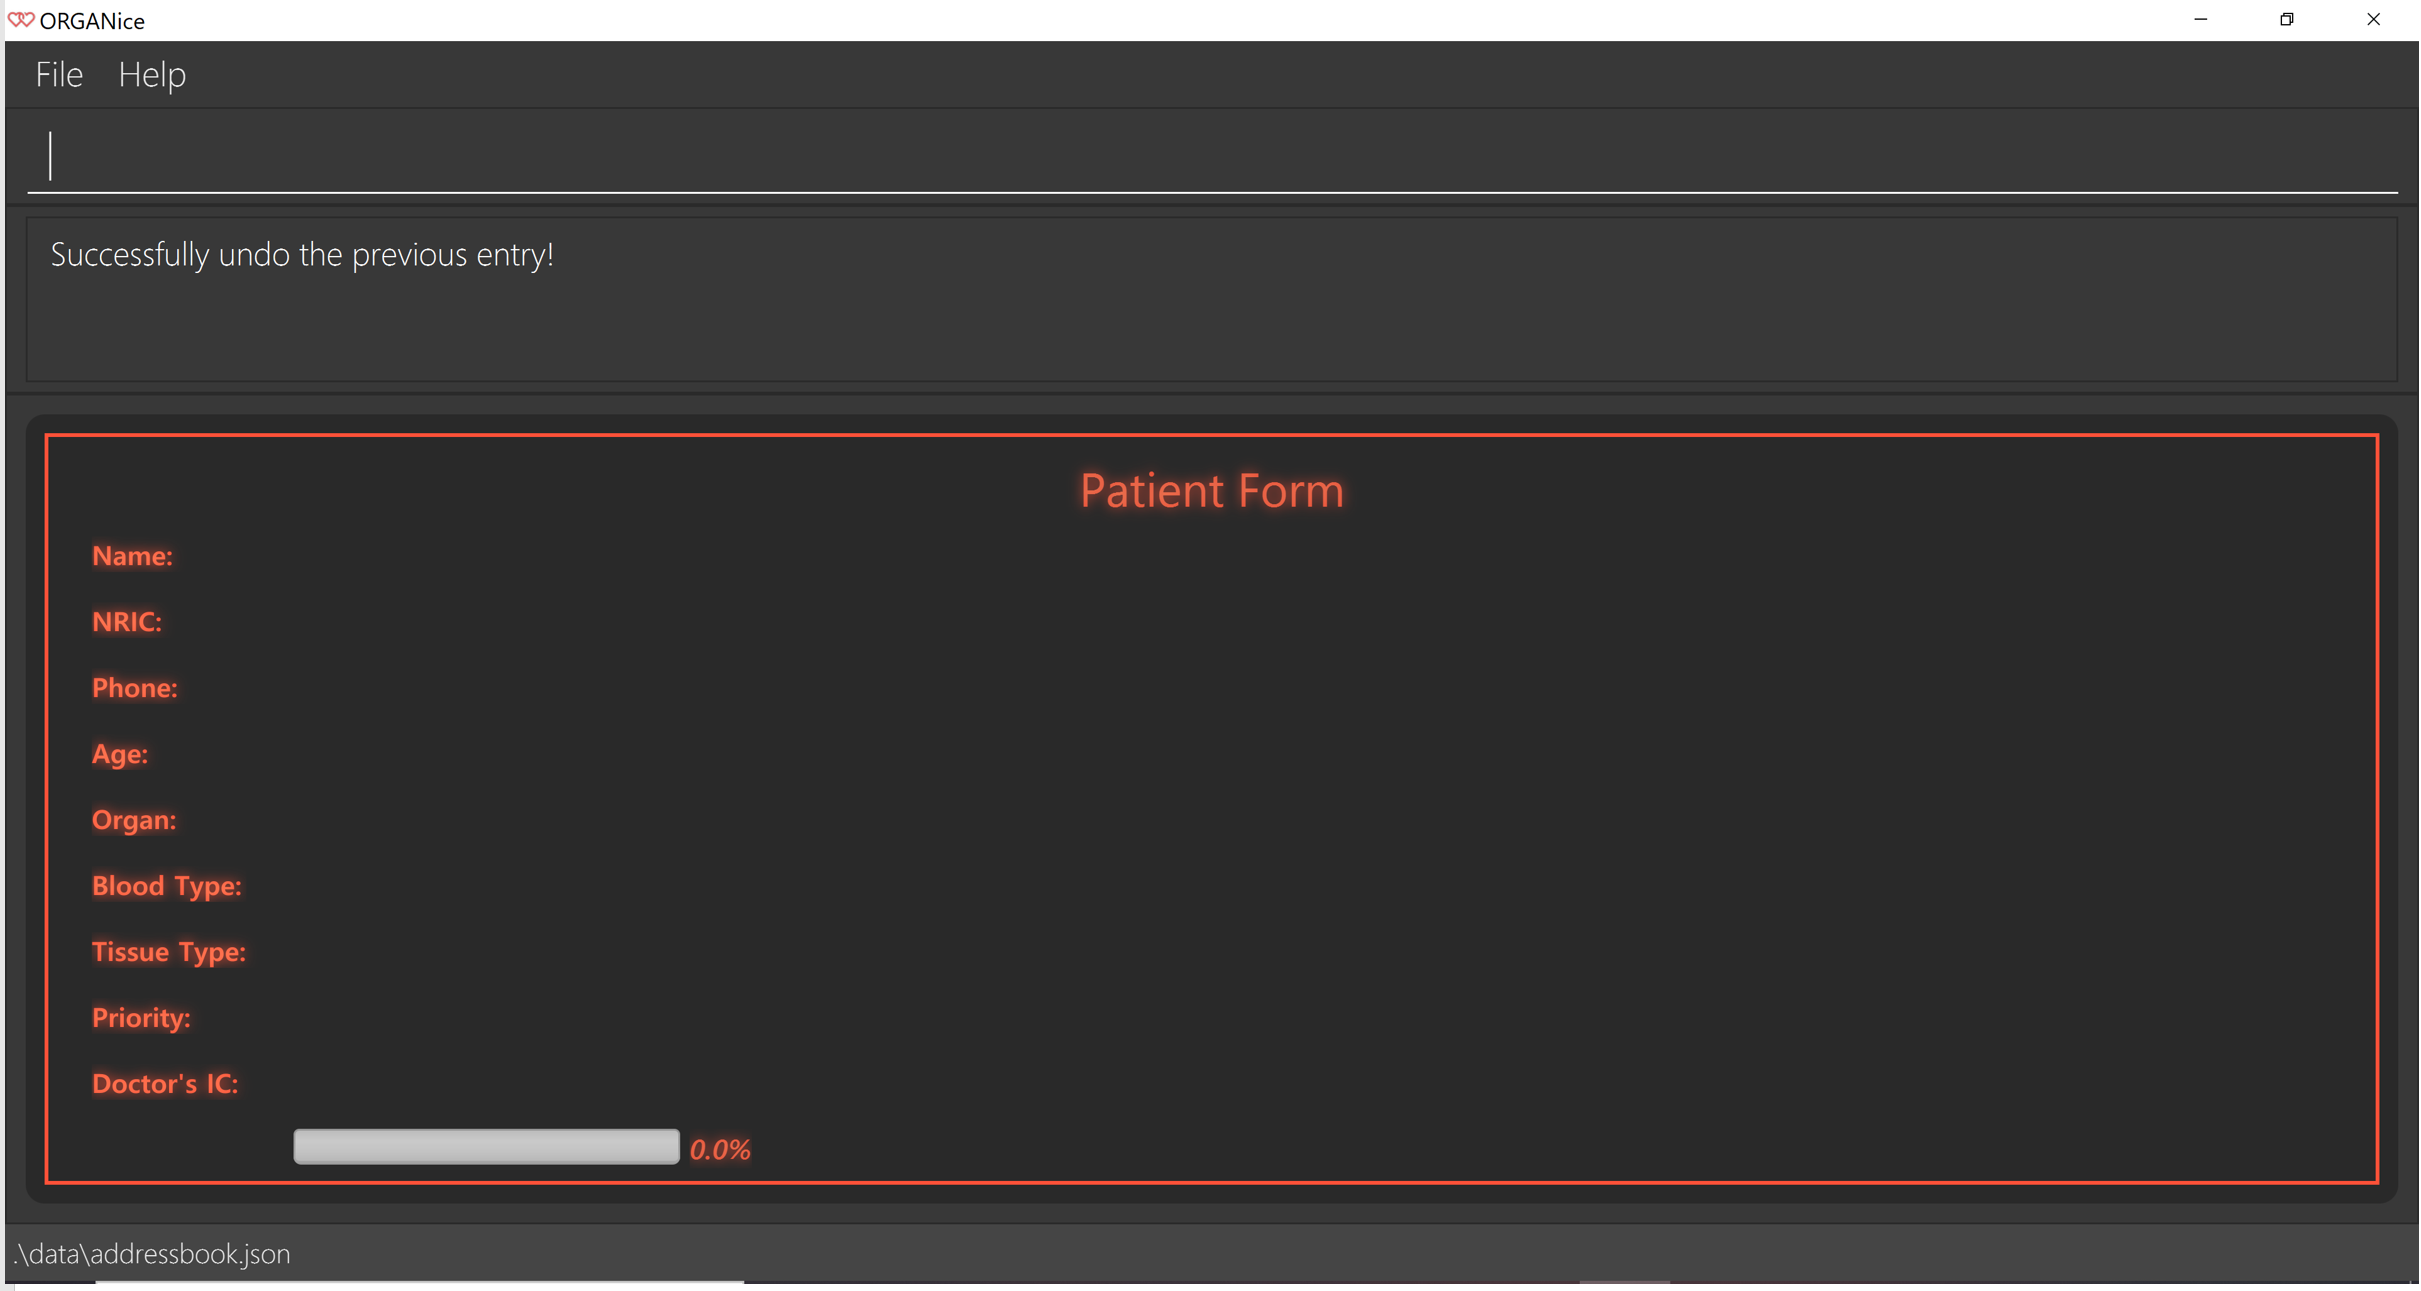 ORGANice
File Help
Successfully undo the previous entry!
Patient Form
Name:
NRIC:
Phone:
Age:
Organ:
Blood Type:
Tissue Type:
Priority:
Doctor's IC:
0.0%
.\data\addressbook.json